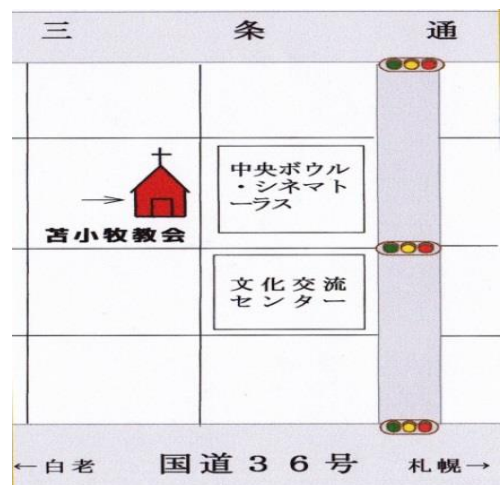 三条通
中央ボウル
・シネマト
ーラス
苫小牧教会
文化交流
センター
←白老 国道３６号 札幌→